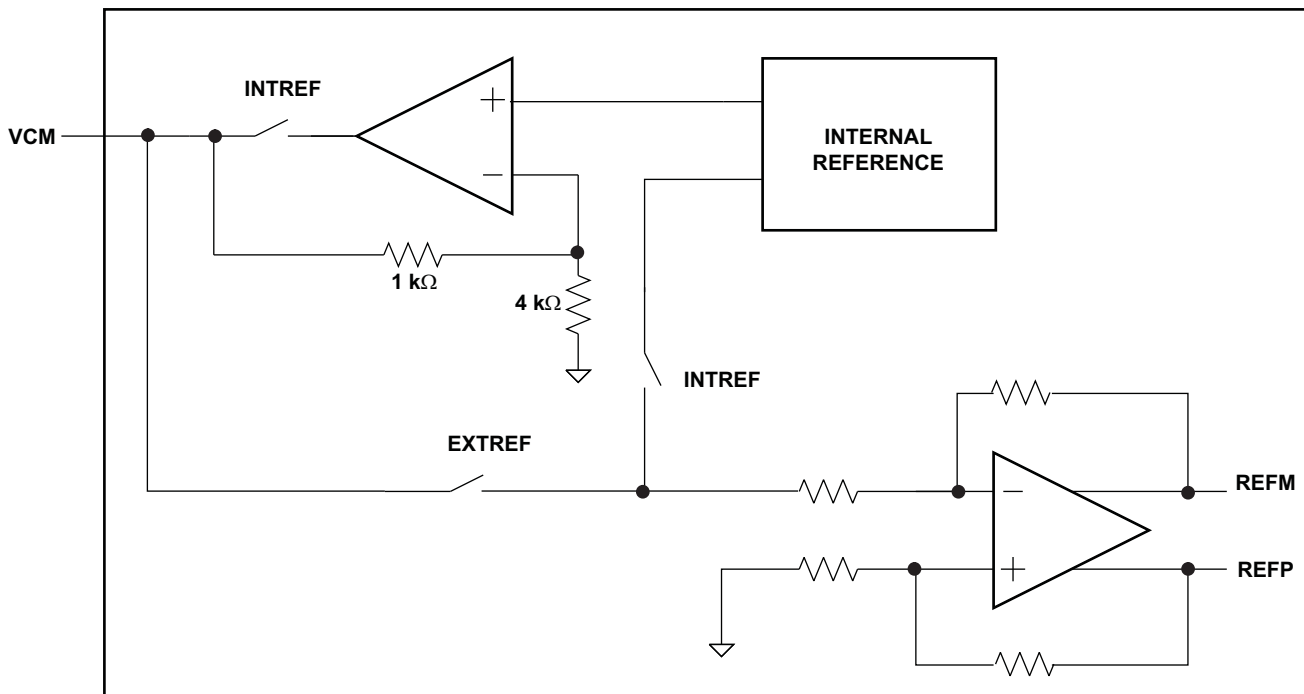 INTREF
VCM
INTERNAL
REFERENCE
+
−
1 kΩ
4 kΩ
INTREF
EXTREF
−
+
REFM
REFP